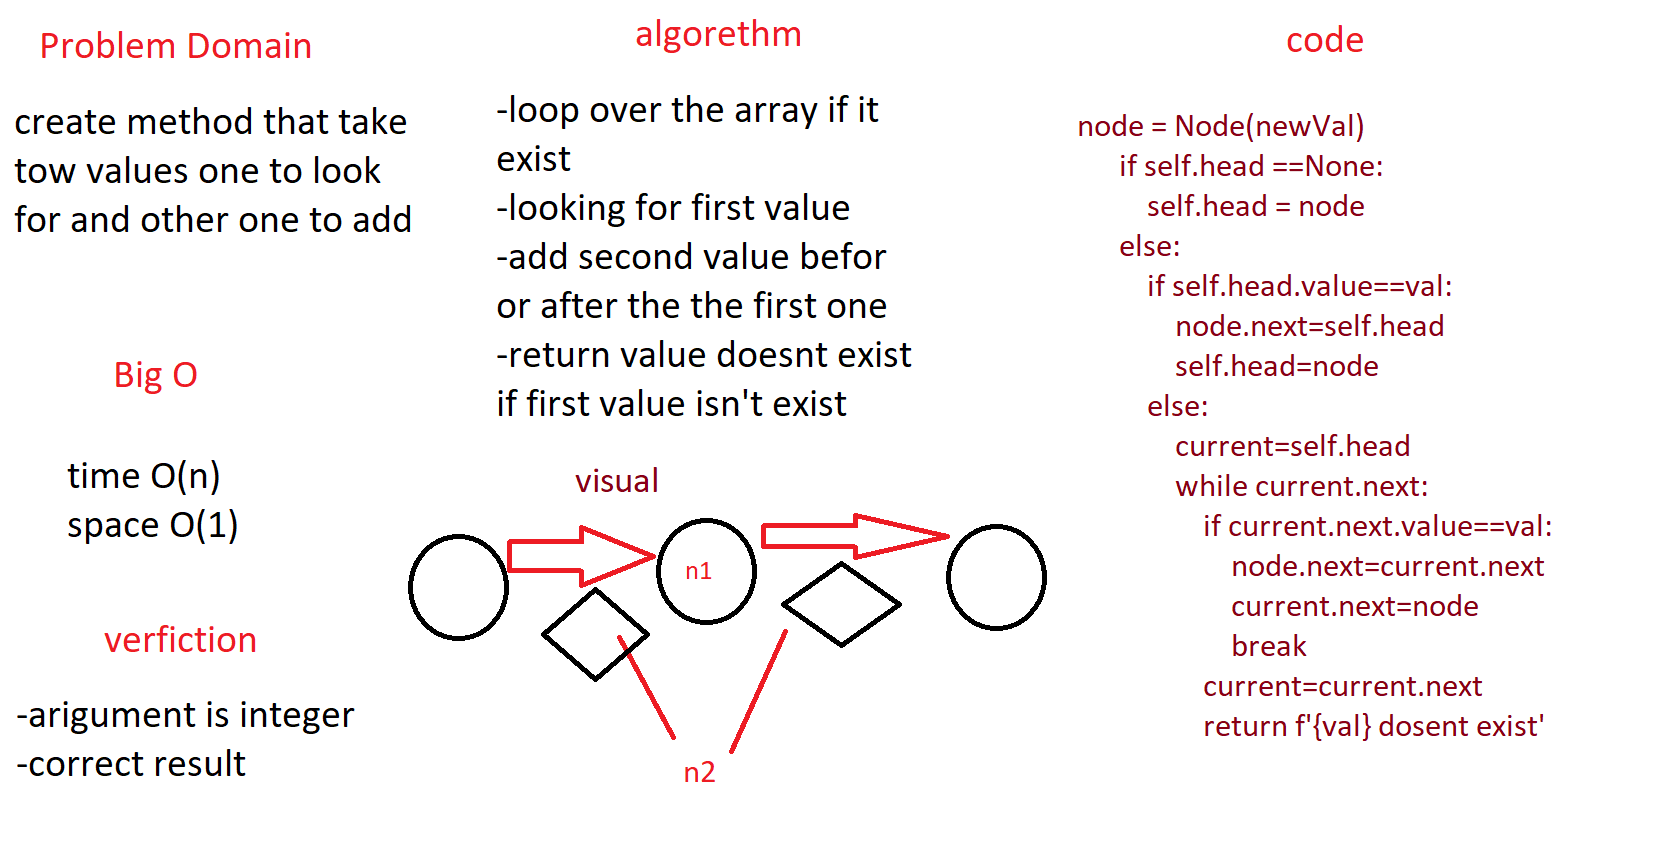 Problem Domain
create method that take
tow values one to look
for and other one to add
Big O
time O(n)
space O(1)
verfiction
-arigument is integer
-correct result
algorethm
-loop over the array if it
exist
-looking for first value
-add second value befor
or after the the first one
-return value doesnt exist
if first value isn't exist
visual
n1
n2
code
node = Node(newVal)
if self.head ==None:
self.head = node
else:
if self.head.value==val:
node.next=self.head
self.head=node
else:
current=self.head
while current.next:
if current.next.value==val:
node.next=current.next
current.next=node
break
current=current.next
return f'{val} dosent exist'